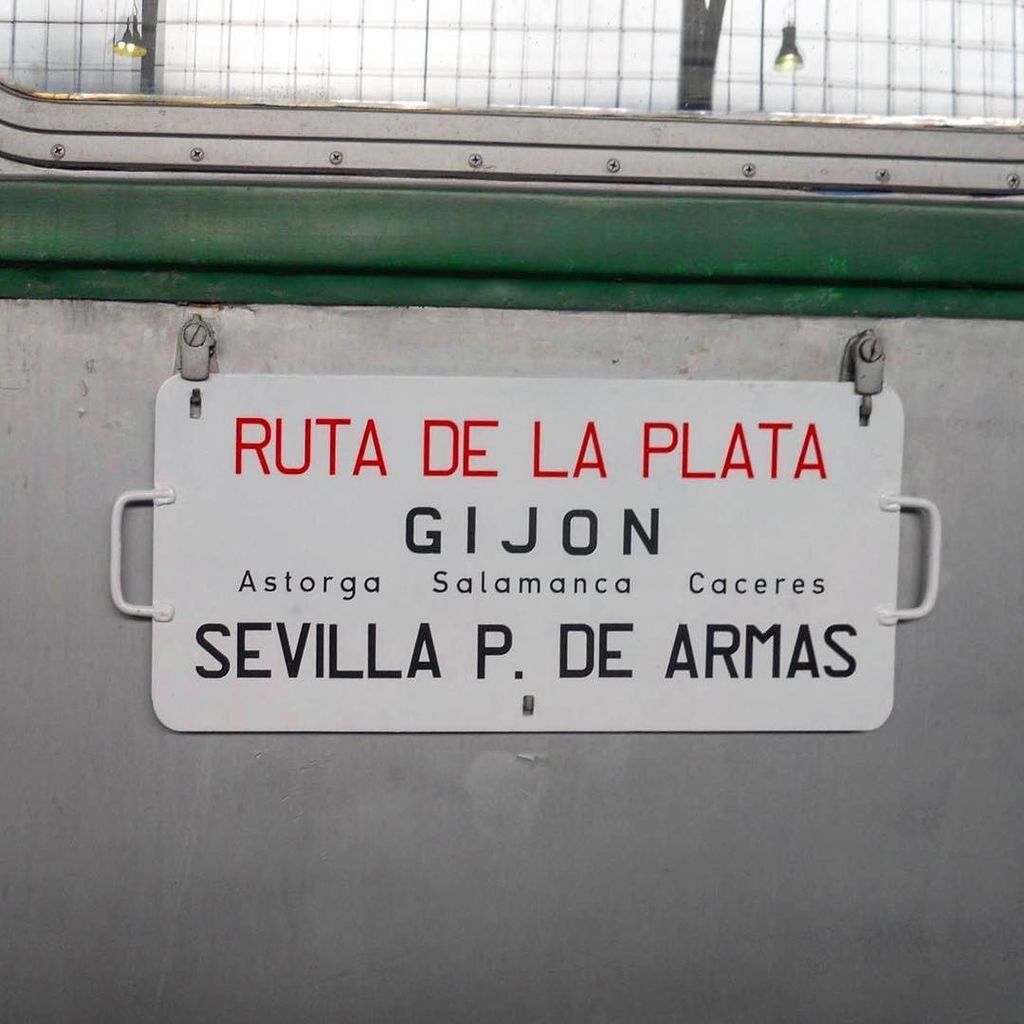 RUTA DE LA PLATA
GIJON
Astorga Salamanca Caceres
SEVILLA P. DE ARMAS